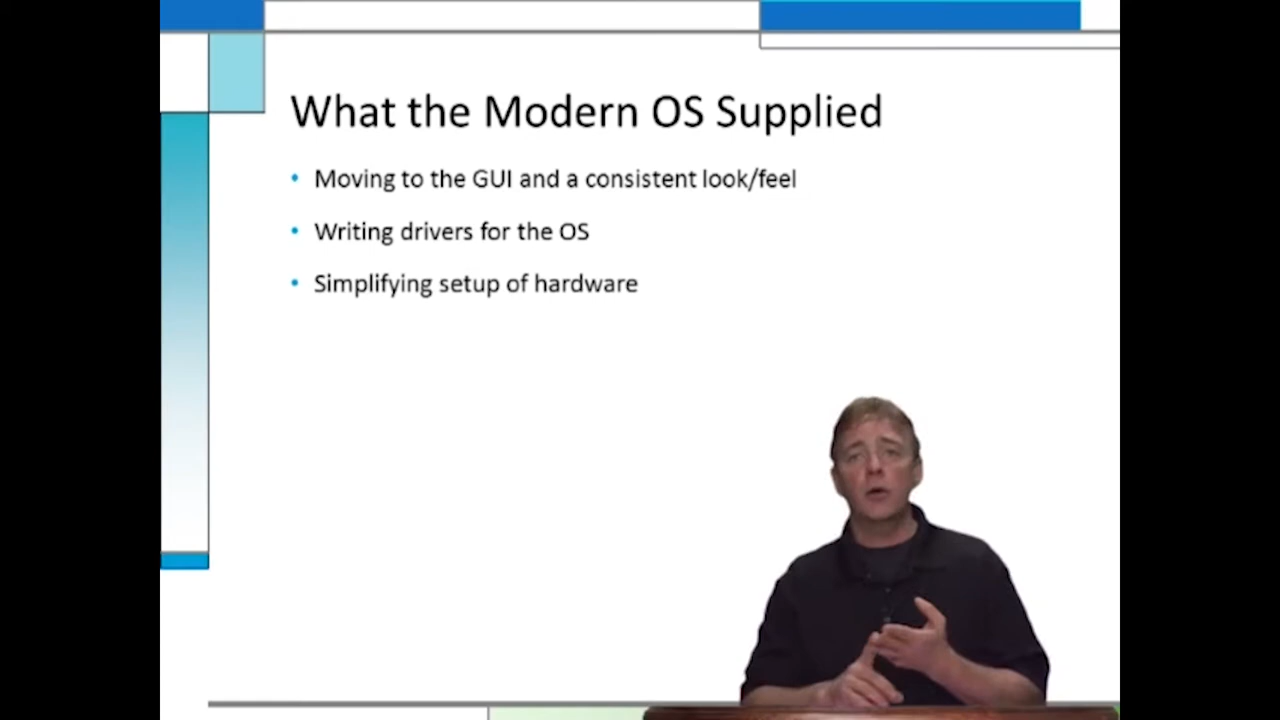 What the Modern OS Supplied
• Moving to the GUI and a consistent look/feel
• Writing drivers for the OS
• Simplifying setup of hardware